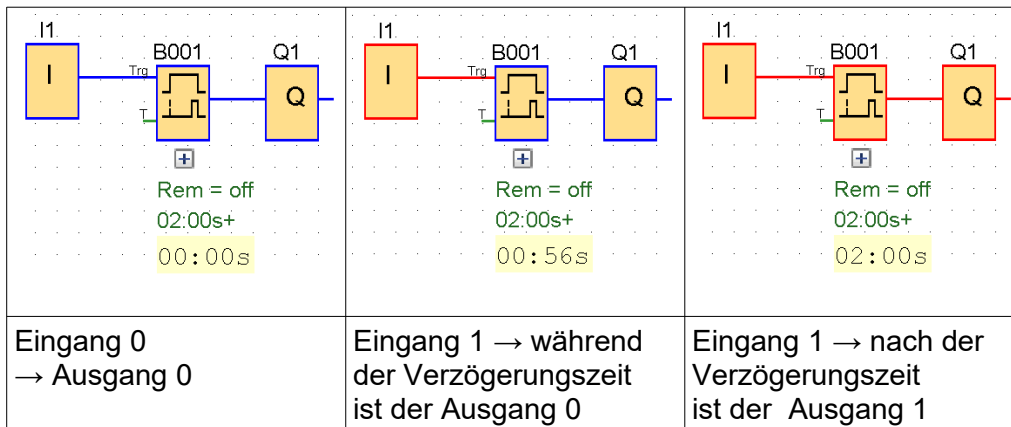 I1
B001
Q1
I
Trg
T
Q
Rem = off
02:00s+
00:00s
I1
B001
Q1
I
Trg
T
Q
Rem = off
02:00s+
00:56s
I1
B001
Q1
I
Trg
T
Q
Rem = off
02:00s+
02:00s
Eingang 0
→ Ausgang 0
Eingang 1 → während
der Verzögerungszeit
ist der Ausgang 0
Eingang 1 → nach der
Verzögerungszeit
ist der Ausgang 1